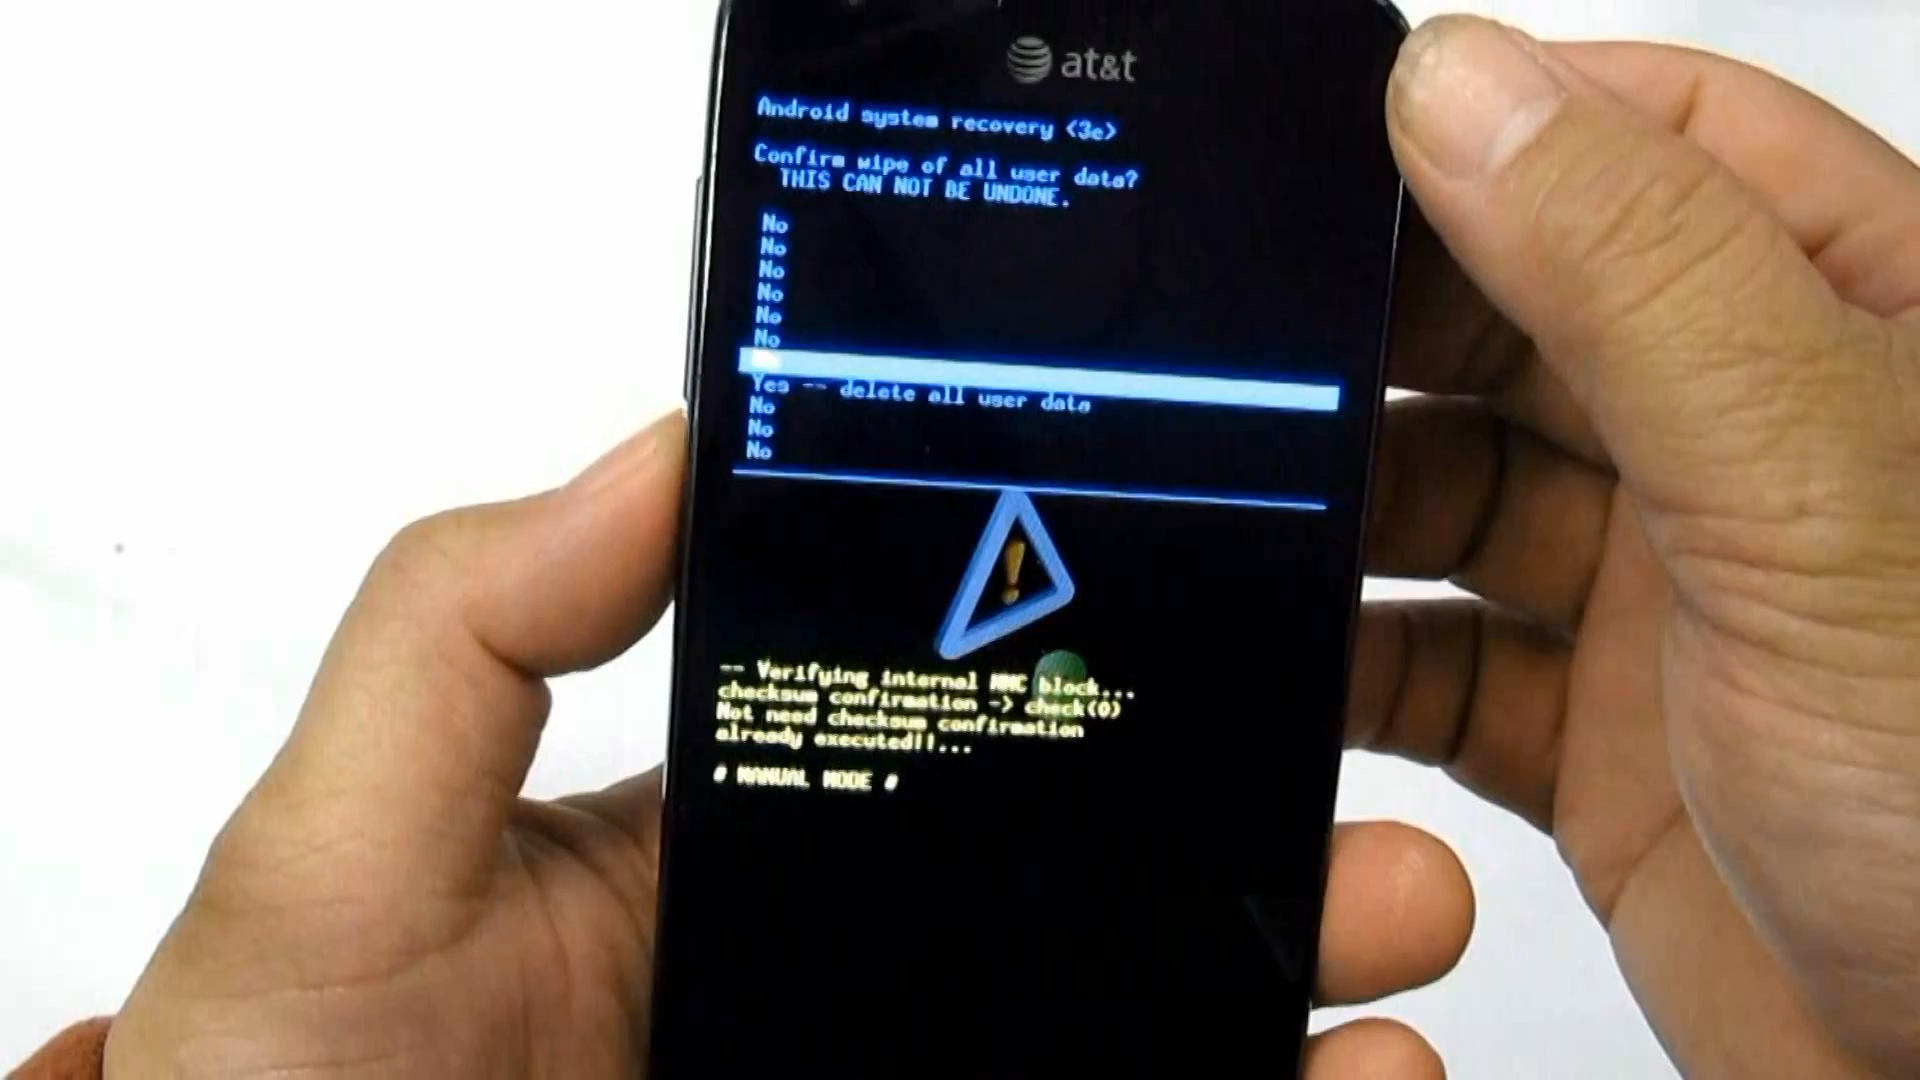 at&t
Android system recovery <3e>
Confirm wipe of all user data?
THIS CAN NOT BE UNDONE.
No
No
No
No
No
No
No
Yes -- delete all user data
No
No
No
-- Verifying internal MMC block...
checksum confirmation -> check(0)
Not need checksum confirmation
already executed!!...
# MANUAL MODE #